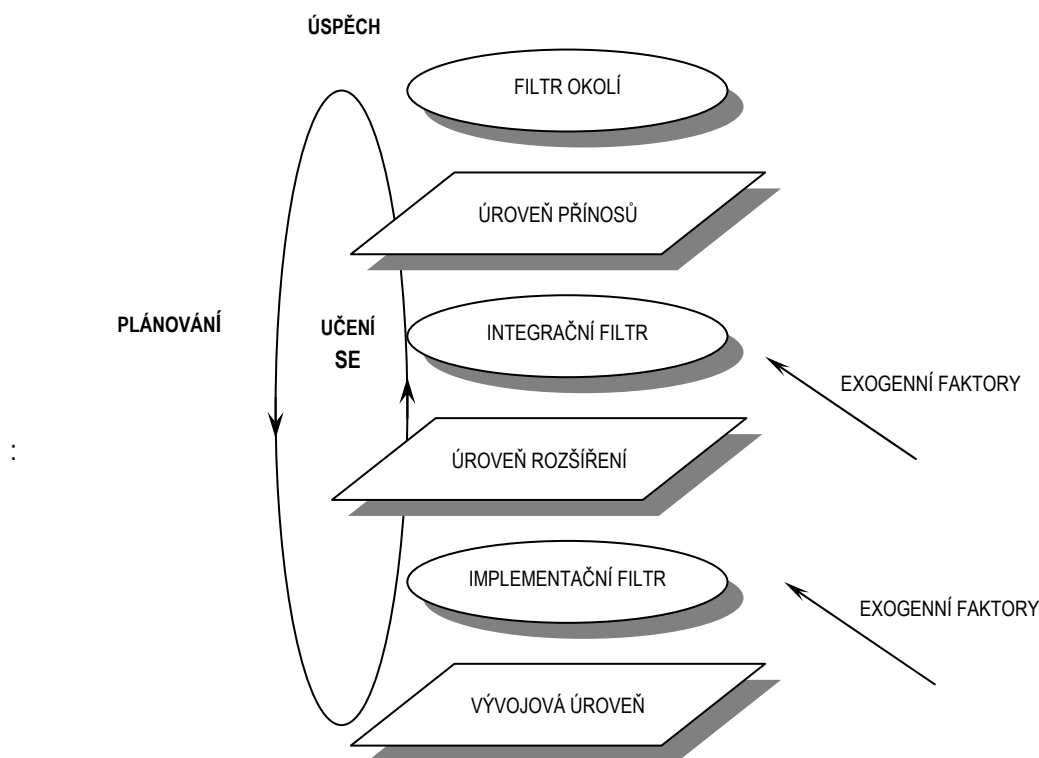 ÚSPĚCH
FILTR OKOLÍ
ÚROVEŇ PŘÍNOSŮ
PLÁNOVÁNÍ
UČENÍ
SE
INTEGRAČNÍ FILTR
EXOGENNÍ FAKTORY
:
ÚROVEŇ ROZŠÍŘENÍ
IMPLEMENTAČNÍ FILTR
EXOGENNÍ FAKTORY
VÝVOJOVÁ ÚROVEŇ